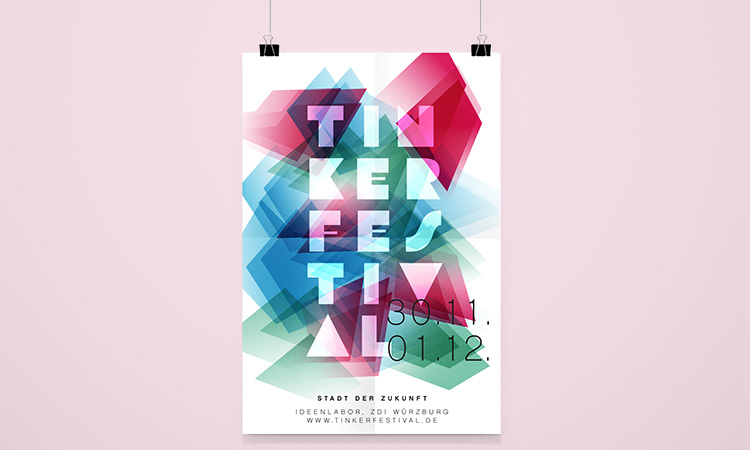 TIN
KER
FES
TIV
AL
30.11.
01.12.
STADT DER ZUKUNFT
IDEENLABOR, ZDI WÜRZBURG
WWW.TINKERFESTIVAL.DE